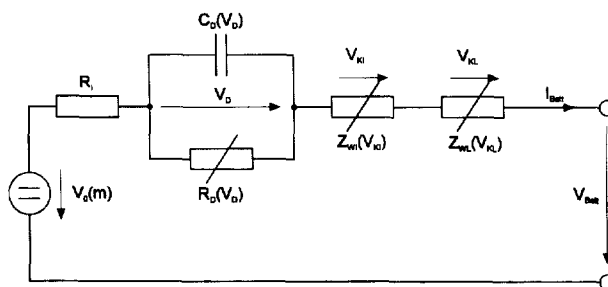 C_D(V_D)
V_KI
V_KL
R_i
V_D
I_Batt
Z_WI(V_KI)
Z_WL(V_KL)
R_D(V_D)
V_0(m)
V_Batt